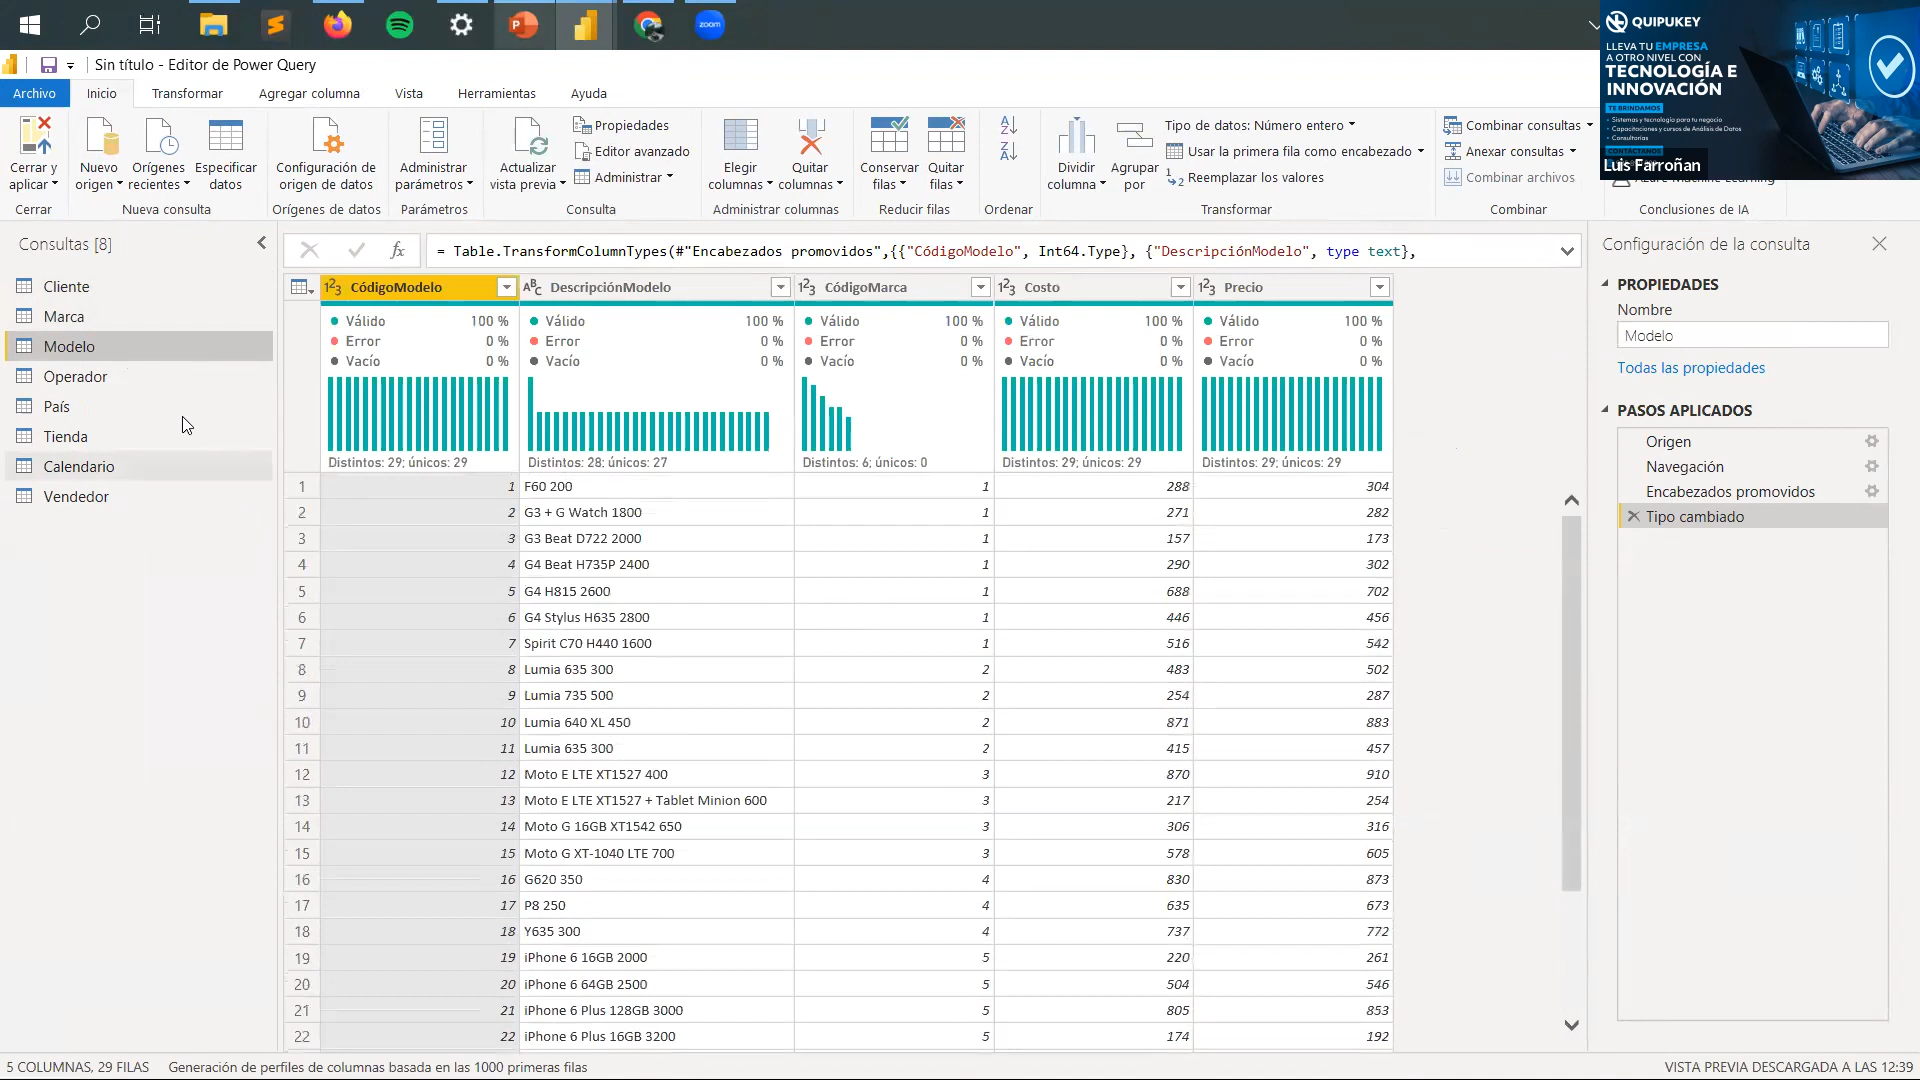 QUIPUKEY
LLEVA TU EMPRESA
A OTRO NIVEL CON
TECNOLOGÍA E
INNOVACIÓN
TE BRINDAMOS
Sistemas y tecnología para tu negocio
Capacitaciones y cursos de Análisis de Datos
Consultorías
Luis Farroñan
zoom
Sin título - Editor de Power Query
Archivo Inicio Transformar Agregar columna Vista Herramientas Ayuda
Cerrar y aplicar
Nuevo origen
Orígenes recientes
Especificar datos
Configuración de origen de datos
Administrar parámetros
Actualizar vista previa
Propiedades
Editor avanzado
Administrar
Elegir columnas
Quitar columnas
Conservar filas
Quitar filas
Dividir columna
Agrupar por
Tipo de datos: Número entero
Usar la primera fila como encabezado
Reemplazar los valores
Combinar consultas
Anexar consultas
Combinar archivos
Cerrar Nueva consulta Orígenes de datos Parámetros Consulta Administrar columnas Reducir filas Ordenar Transformar Combinar Conclusiones de IA
Consultas [8]
Cliente
Marca
Modelo
Operador
País
Tienda
Calendario
Vendedor
fx = Table.TransformColumnTypes(#"Encabezados promovidos",{{"CódigoModelo", Int64.Type}, {"DescripciónModelo", type text},
CódigoModelo DescripciónModelo CódigoMarca Costo Precio
Válido 100 % Válido 100 % Válido 100 % Válido 100 % Válido 100 %
Error 0 % Error 0 % Error 0 % Error 0 % Error 0 %
Vacío 0 % Vacío 0 % Vacío 0 % Vacío 0 % Vacío 0 %
Distintos: 29; únicos: 29 Distintos: 28; únicos: 27 Distintos: 6; únicos: 0 Distintos: 29; únicos: 29 Distintos: 29; únicos: 29
1 1 F60 200 1 288 304
2 2 G3 + G Watch 1800 1 271 282
3 3 G3 Beat D722 2000 1 157 173
4 4 G4 Beat H735P 2400 1 290 302
5 5 G4 H815 2600 1 688 702
6 6 G4 Stylus H635 2800 1 446 456
7 7 Spirit C70 H440 1600 1 516 542
8 8 Lumia 635 300 2 483 502
9 9 Lumia 735 500 2 254 287
10 10 Lumia 640 XL 450 2 871 883
11 11 Lumia 635 300 2 415 457
12 12 Moto E LTE XT1527 400 3 870 910
13 13 Moto E LTE XT1527 + Tablet Minion 600 3 217 254
14 14 Moto G 16GB XT1542 650 3 306 316
15 15 Moto G XT-1040 LTE 700 3 578 605
16 16 G620 350 4 830 873
17 17 P8 250 4 635 673
18 18 Y635 300 4 737 772
19 19 iPhone 6 16GB 2000 5 220 261
20 20 iPhone 6 64GB 2500 5 504 546
21 21 iPhone 6 Plus 128GB 3000 5 805 853
22 22 iPhone 6 Plus 16GB 3200 5 174 192
Configuración de la consulta
PROPIEDADES
Nombre
Modelo
Todas las propiedades
PASOS APLICADOS
Origen
Navegación
Encabezados promovidos
Tipo cambiado
5 COLUMNAS, 29 FILAS Generación de perfiles de columnas basada en las 1000 primeras filas VISTA PREVIA DESCARGADA A LAS 12:39